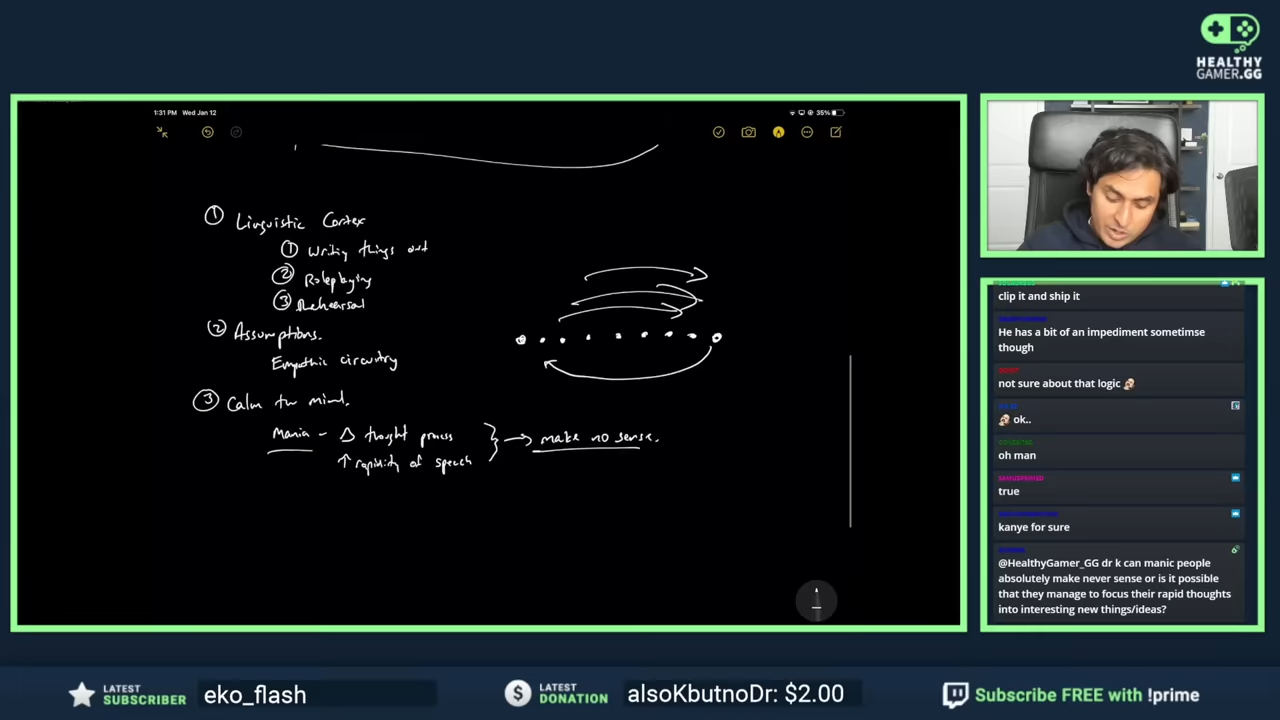 HEALTHY
GAMER.GG
1:31 PM Wed Jan 12
35%
① Linguistic Cortex
① Writing things out
② Roleplaying
③ Rehearsal
② Assumptions.
Empathic circuitry
③ Calm the mind.
Mania - Δ thought process
↑ rapidity of speech
→ make no sense.
clip it and ship it
He has a bit of an impediment sometimse
though
not sure about that logic
ok..
oh man
true
kanye for sure
@HealthyGamer_GG dr k can manic people
absolutely make never sense or is it possible
that they manage to focus their rapid thoughts
into interesting new things/ideas?
LATEST
SUBSCRIBER
eko_flash
LATEST
DONATION
alsoKbutnoDr: $2.00
Subscribe FREE with !prime